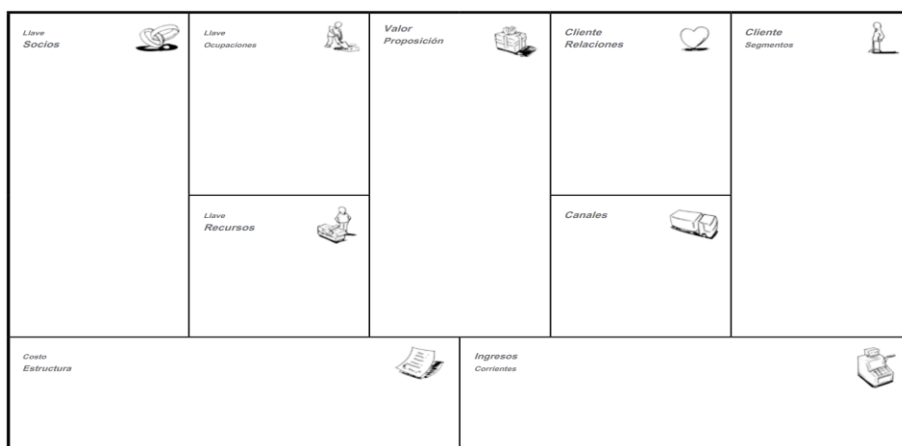 Llave
Socios
Llave
Ocupaciones
Valor
Proposición
Cliente
Relaciones
Cliente
Segmentos
Llave
Recursos
Canales
Costo
Estructura
Ingresos
Corrientes